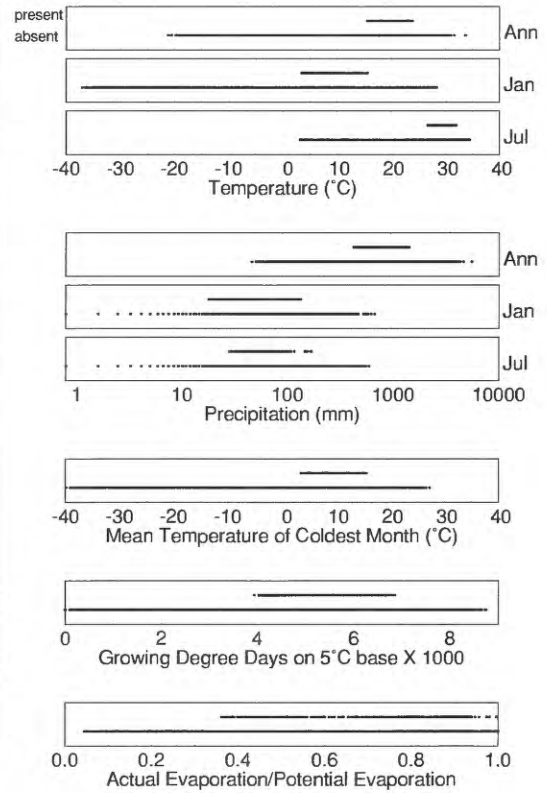 present
absent
Ann
Jan
Jul
-40 -30 -20 -10 0 10 20 30 40
Temperature (°C)
Ann
Jan
Jul
1 10 100 1000 10000
Precipitation (mm)
-40 -30 -20 -10 0 10 20 30 40
Mean Temperature of Coldest Month (°C)
0 2 4 6 8
Growing Degree Days on 5°C base X 1000
0.0 0.2 0.4 0.6 0.8 1.0
Actual Evaporation/Potential Evaporation